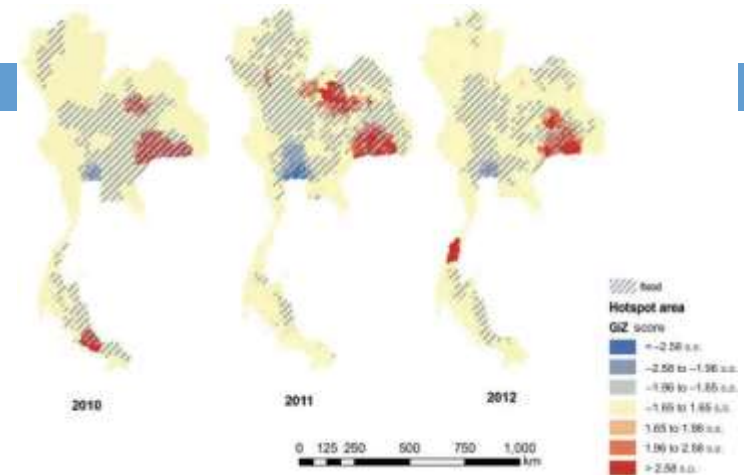 2010
2011
2012
flood
Hotspot area
GiZ score
< -2.58 s.D.
-2.58 to -1.96 s.D.
-1.96 to -1.65 s.D.
-1.65 to 1.65 s.D.
1.65 to 1.96 s.D.
1.96 to 2.58 s.D.
> 2.58 s.D.
0 125 250 500 750 1,000
km